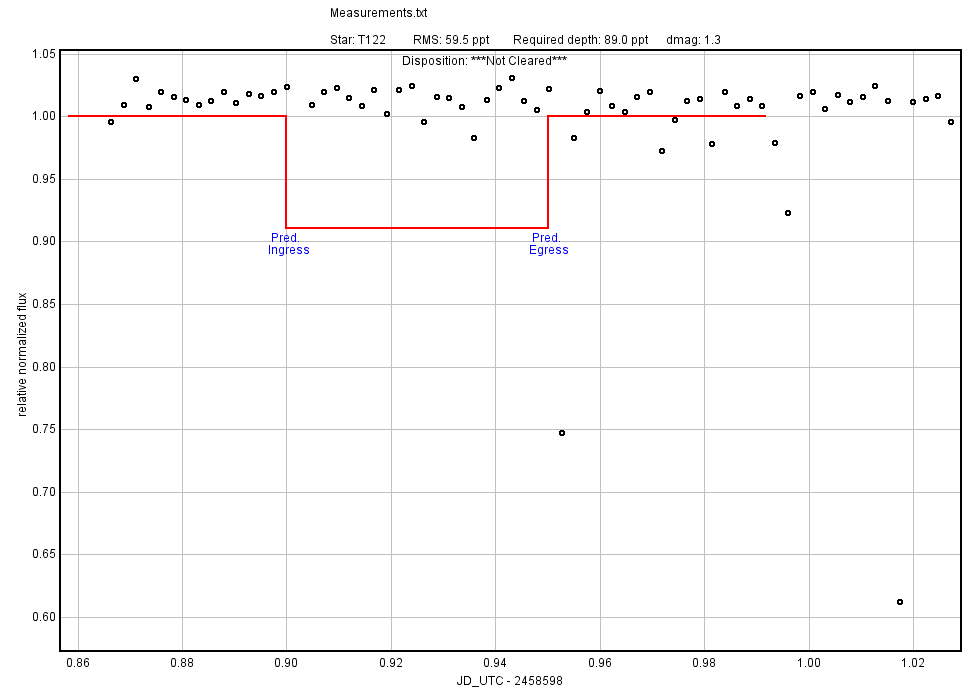 Measurements.txt
Star: T122 RMS: 59.5 ppt Required depth: 89.0 ppt dmag: 1.3
Disposition: ***Not Cleared***
1.05
1.00
0.95
0.90
0.85
0.80
0.75
0.70
0.65
0.60
relative normalized flux
Pred.
Ingress
Pred.
Egress
0.86 0.88 0.90 0.92 0.94 0.96 0.98 1.00 1.02
JD_UTC - 2458598